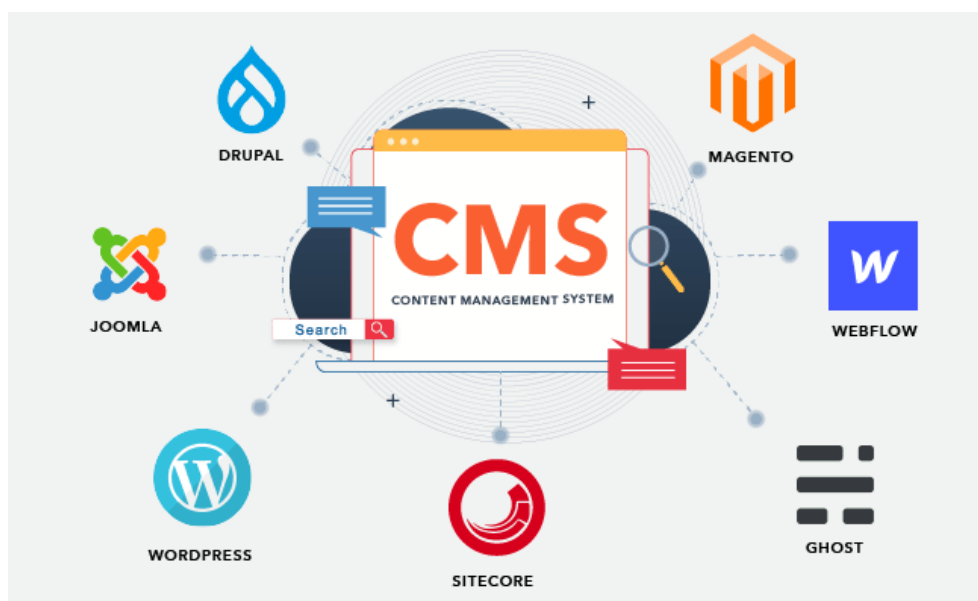 DRUPAL
MAGENTO
CMS
CONTENT MANAGEMENT SYSTEM
JOOMLA
Search
W
WEBFLOW
W
WORDPRESS
SITECORE
GHOST